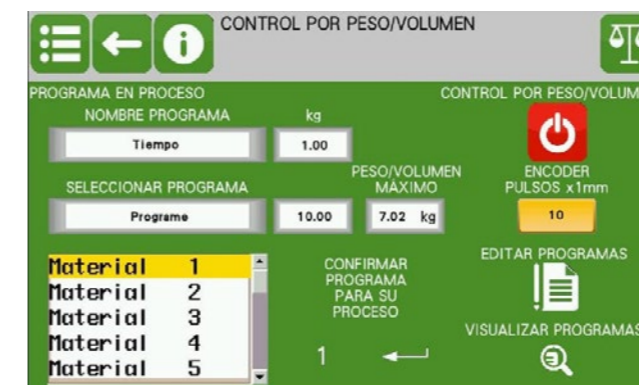 CONTROL POR PESO/VOLUMEN
PROGRAMA EN PROCESO
CONTROL POR PESO/VOLUM
NOMBRE PROGRAMA
kg
Tiempo
1.00
SELECCIONAR PROGRAMA
PESO/VOLUMEN
MÁXIMO
ENCODER
PULSOS x1mm
Programe
10.00
7.02 kg
10
Material 1
Material 2
Material 3
Material 4
Material 5
CONFIRMAR
PROGRAMA
PARA SU
PROCESO
1
EDITAR PROGRAMAS
VISUALIZAR PROGRAMAS